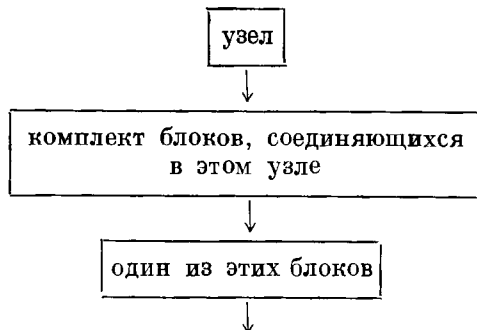 узел
комплект блоков, соединяющихся
в этом узле
один из этих блоков